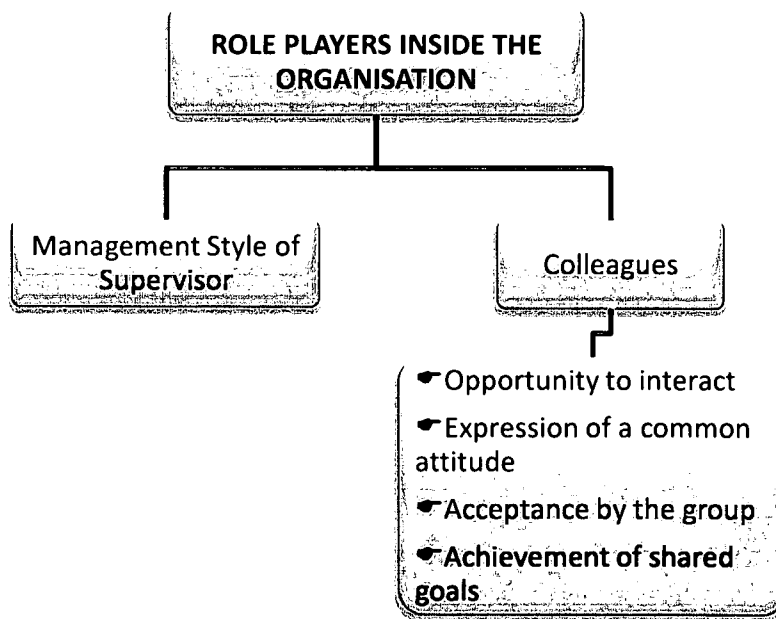 ROLE PLAYERS INSIDE THE
ORGANISATION
Management Style of
Supervisor
Colleagues
☛Opportunity to interact
☛Expression of a common
attitude
☛Acceptance by the group
☛Achievement of shared
goals